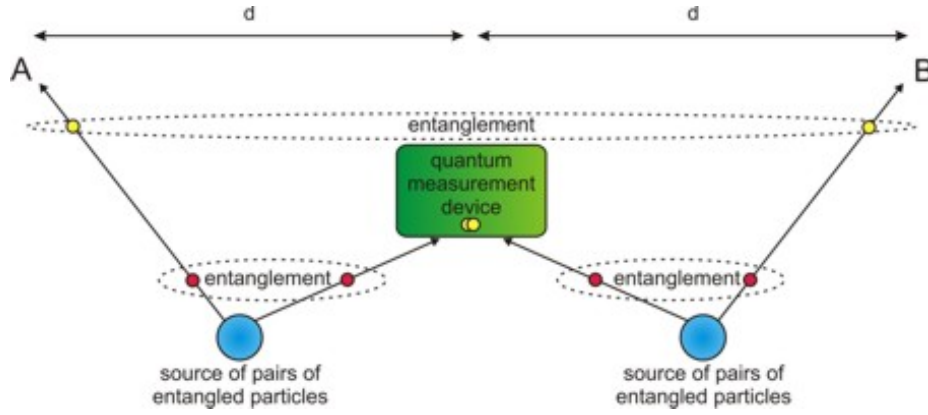 d
d
A
B
entanglement
quantum
measurement
device
entanglement
entanglement
source of pairs of
entangled particles
source of pairs of
entangled particles